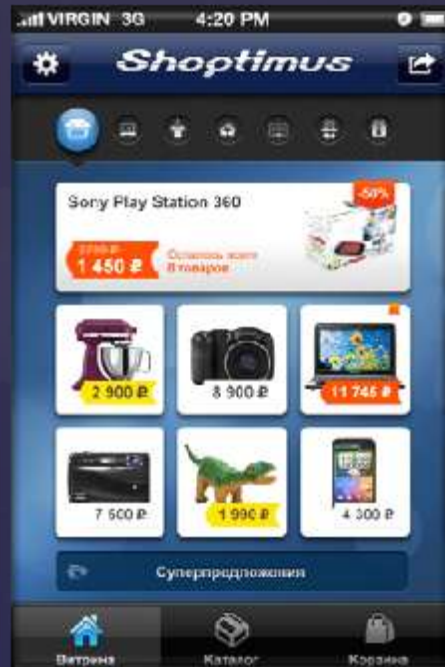 VIRGIN 3G 4:20 PM
Shoptimus
Sony Play Station 360
-50%
1 450 ₽
Осталось всего
8 товаров
2 900 ₽
8 900 ₽
11 745 ₽
7 500 ₽
1 990 ₽
4 300 ₽
Суперпредложения
Витрина
Каталог
Корзина